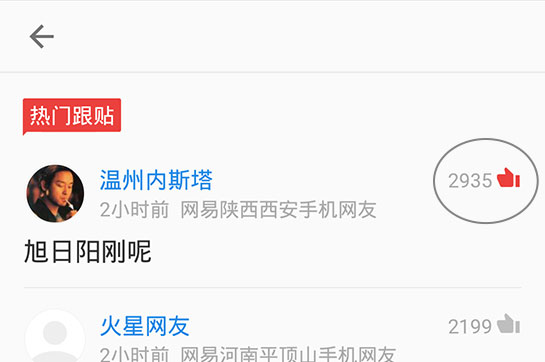 热门跟贴
温州内斯塔
2935
2小时前 网易陕西西安手机网友
旭日阳刚呢
火星网友
2199
2小时前 网易河南平顶山手机网友